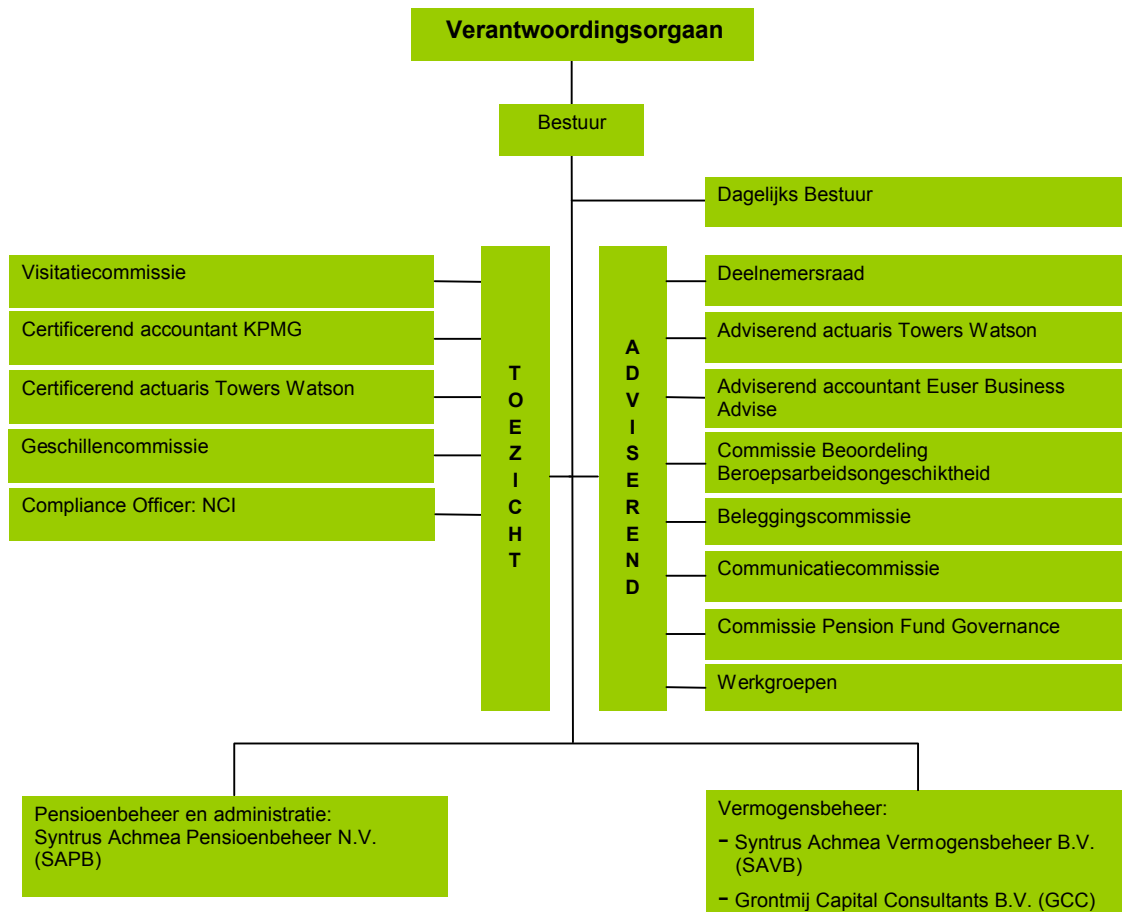 Verantwoordingsorgaan
Bestuur
Dagelijks Bestuur
Visitatiecommissie
Certificerend accountant KPMG
Certificerend actuaris Towers Watson
Geschillencommissie
Compliance Officer: NCI
T
O
E
Z
I
C
H
T
A
D
V
I
S
E
R
E
N
D
Deelnemersraad
Adviserend actuaris Towers Watson
Adviserend accountant Euser Business
Advise
Commissie Beoordeling
Beroepsarbeidsongeschiktheid
Beleggingscommissie
Communicatiecommissie
Commissie Pension Fund Governance
Werkgroepen
Pensioenbeheer en administratie:
Syntrus Achmea Pensioenbeheer N.V.
(SAPB)
Vermogensbeheer:
- Syntrus Achmea Vermogensbeheer B.V.
(SAVB)
- Grontmij Capital Consultants B.V. (GCC)